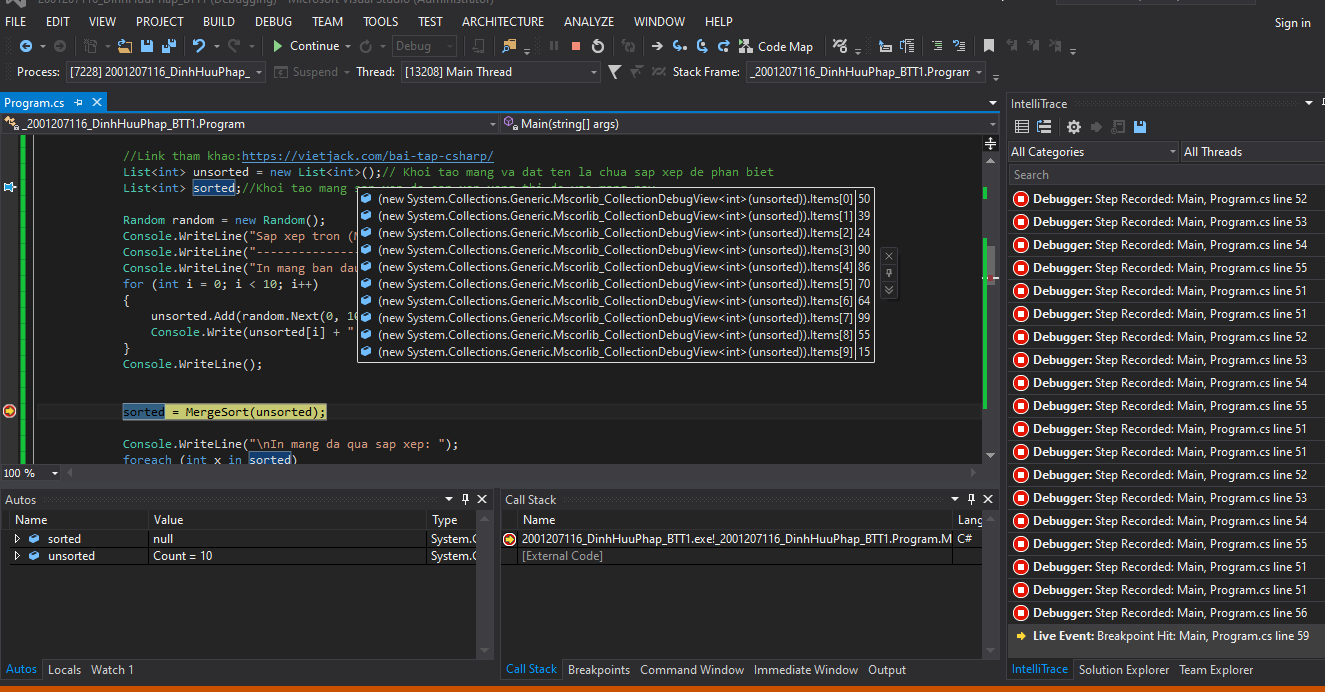 FILE EDIT VIEW PROJECT BUILD DEBUG TEAM TOOLS TEST ARCHITECTURE ANALYZE WINDOW HELP
Sign in
Continue Debug Code Map
Process: [7228] 2001207116_DinhHuuPhap_ Suspend Thread: [13208] Main Thread Stack Frame: _2001207116_DinhHuuPhap_BTT1.Program
Program.cs
_2001207116_DinhHuuPhap_BTT1.Program Main(string[] args)
//Link tham khao:https://vietjack.com/bai-tap-csharp/
List<int> unsorted = new List<int>();// Khoi tao mang va dat ten la chua sap xep de phan biet
List<int> sorted;//Khoi tao mang
Random random = new Random();
Console.WriteLine("Sap xep tron (M
Console.WriteLine("---------------
Console.WriteLine("In mang ban dau
for (int i = 0; i < 10; i++)
{
unsorted.Add(random.Next(0, 10
Console.Write(unsorted[i] + "
}
Console.WriteLine();
sorted = MergeSort(unsorted);
Console.WriteLine("\nIn mang da qua sap xep: ");
foreach (int x in sorted)
(new System.Collections.Generic.Mscorlib_CollectionDebugView<int>(unsorted)).Items[0] 50
(new System.Collections.Generic.Mscorlib_CollectionDebugView<int>(unsorted)).Items[1] 39
(new System.Collections.Generic.Mscorlib_CollectionDebugView<int>(unsorted)).Items[2] 24
(new System.Collections.Generic.Mscorlib_CollectionDebugView<int>(unsorted)).Items[3] 90
(new System.Collections.Generic.Mscorlib_CollectionDebugView<int>(unsorted)).Items[4] 86
(new System.Collections.Generic.Mscorlib_CollectionDebugView<int>(unsorted)).Items[5] 70
(new System.Collections.Generic.Mscorlib_CollectionDebugView<int>(unsorted)).Items[6] 64
(new System.Collections.Generic.Mscorlib_CollectionDebugView<int>(unsorted)).Items[7] 99
(new System.Collections.Generic.Mscorlib_CollectionDebugView<int>(unsorted)).Items[8] 55
(new System.Collections.Generic.Mscorlib_CollectionDebugView<int>(unsorted)).Items[9] 15
100 %
Autos
Name Value Type
sorted null System.C
unsorted Count = 10 System.C
Autos Locals Watch 1
Call Stack
Name Lang
2001207116_DinhHuuPhap_BTT1.exe!_2001207116_DinhHuuPhap_BTT1.Program.M C#
[External Code]
Call Stack Breakpoints Command Window Immediate Window Output
IntelliTrace
All Categories All Threads
Search
Debugger: Step Recorded: Main, Program.cs line 52
Debugger: Step Recorded: Main, Program.cs line 53
Debugger: Step Recorded: Main, Program.cs line 54
Debugger: Step Recorded: Main, Program.cs line 55
Debugger: Step Recorded: Main, Program.cs line 51
Debugger: Step Recorded: Main, Program.cs line 51
Debugger: Step Recorded: Main, Program.cs line 52
Debugger: Step Recorded: Main, Program.cs line 53
Debugger: Step Recorded: Main, Program.cs line 54
Debugger: Step Recorded: Main, Program.cs line 55
Debugger: Step Recorded: Main, Program.cs line 51
Debugger: Step Recorded: Main, Program.cs line 51
Debugger: Step Recorded: Main, Program.cs line 52
Debugger: Step Recorded: Main, Program.cs line 53
Debugger: Step Recorded: Main, Program.cs line 54
Debugger: Step Recorded: Main, Program.cs line 55
Debugger: Step Recorded: Main, Program.cs line 51
Debugger: Step Recorded: Main, Program.cs line 51
Debugger: Step Recorded: Main, Program.cs line 56
Live Event: Breakpoint Hit: Main, Program.cs line 59
IntelliTrace Solution Explorer Team Explorer